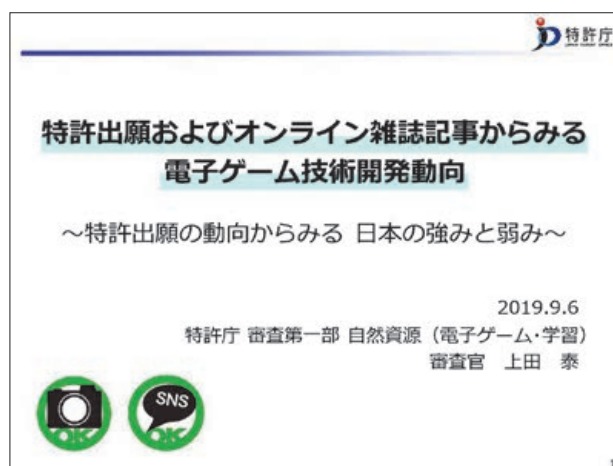 特許庁
特許出願およびオンライン雑誌記事からみる
電子ゲーム技術開発動向
～特許出願の動向からみる 日本の強みと弱み～
2019.9.6
特許庁 審査第一部 自然資源（電子ゲーム・学習）
審査官　上田　泰
OK
SNS
OK